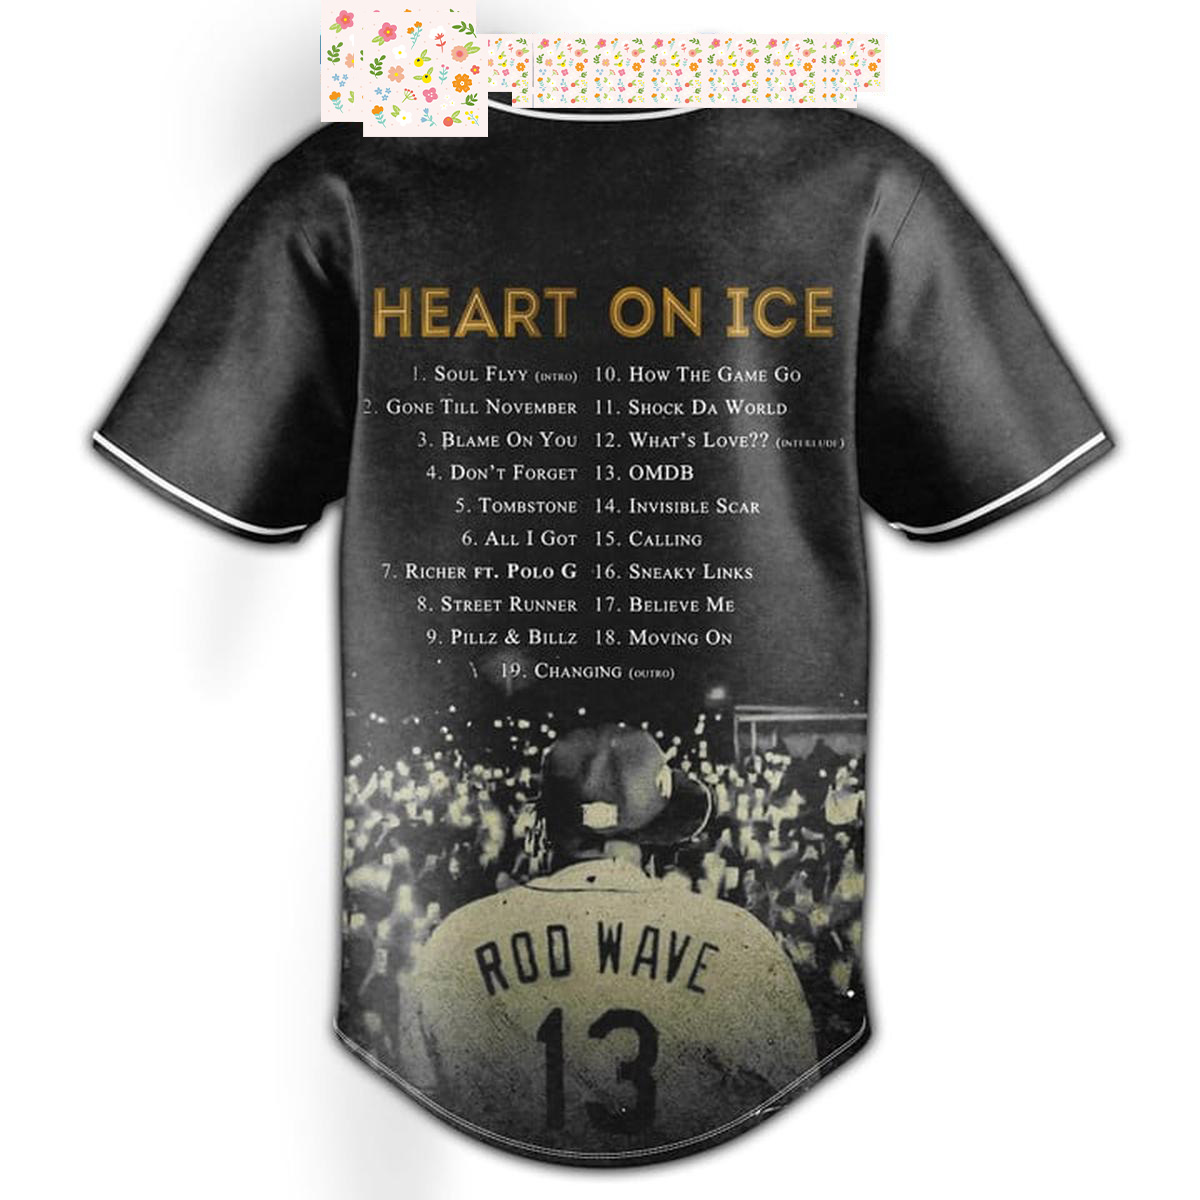 HEART ON ICE
1. SOUL FLYY (INTRO) 10. HOW THE GAME GO
2. GONE TILL NOVEMBER 11. SHOCK DA WORLD
3. BLAME ON YOU 12. WHAT'S LOVE?? (INTERLUDE)
4. DON'T FORGET 13. OMDB
5. TOMBSTONE 14. INVISIBLE SCAR
6. ALL I GOT 15. CALLING
7. RICHER FT. POLO G 16. SNEAKY LINKS
8. STREET RUNNER 17. BELIEVE ME
9. PILLZ & BILLZ 18. MOVING ON
19. CHANGING (OUTRO)
ROD WAVE
13